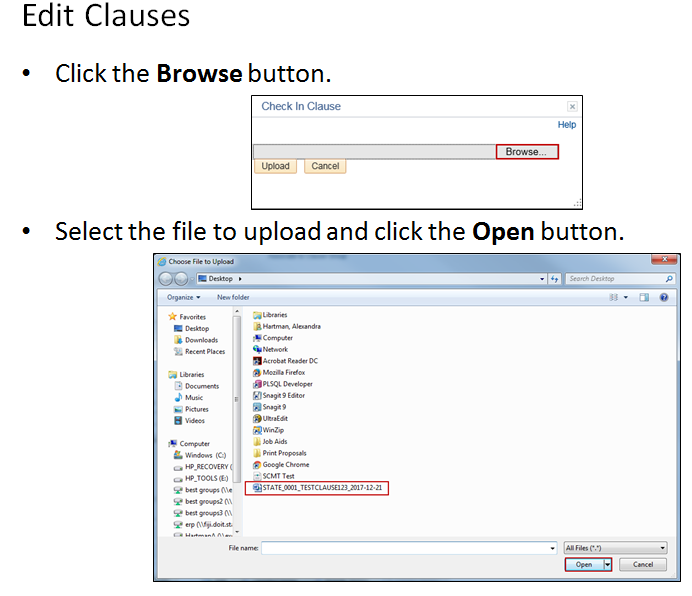 Edit Clauses
• Click the Browse button.
Check In Clause
Help
Browse...
Upload Cancel
• Select the file to upload and click the Open button.
Choose File to Upload
Desktop
Search Desktop
Organize New folder
Favorites
Desktop
Downloads
Recent Places
Libraries
Documents
Music
Pictures
Videos
Computer
Windows (C:)
HP_RECOVERY (
HP_TOOLS (E:)
best groups (\\e
best groups2 (\\
best groups3 (\\
erp (\\fiji.doit.st
Libraries
Hartman, Alexandra
Computer
Network
Acrobat Reader DC
Mozilla Firefox
PLSQL Developer
Snagit 9 Editor
Snagit 9
UltraEdit
WinZip
Job Aids
Print Proposals
Google Chrome
SCMT Test
STATE_0001_TESTCLAUSE123_2017-12-21
File name:
All Files (*.*)
Open Cancel